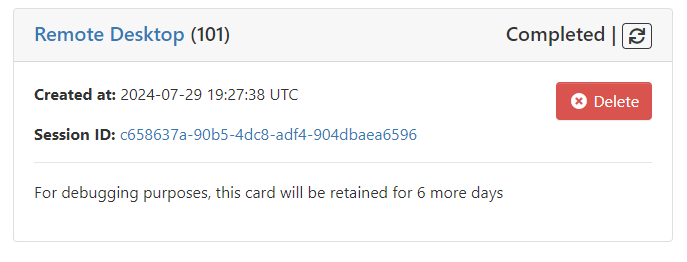 Remote Desktop (101) Completed |
Created at: 2024-07-29 19:27:38 UTC Delete
Session ID: c658637a-90b5-4dc8-adf4-904dbaea6596
For debugging purposes, this card will be retained for 6 more days